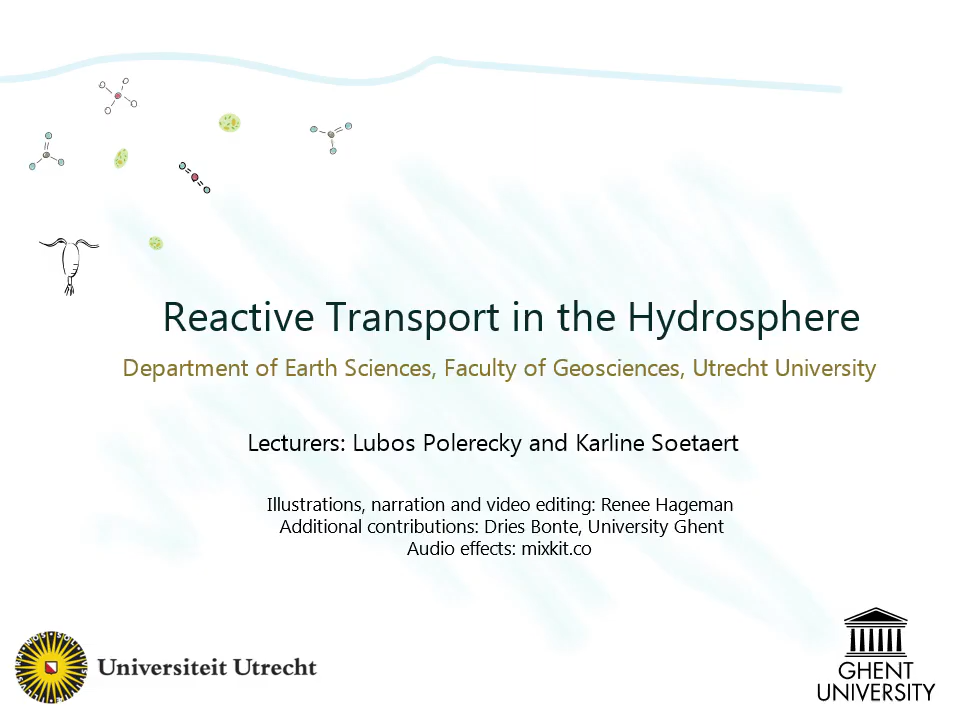 Reactive Transport in the Hydrosphere
Department of Earth Sciences, Faculty of Geosciences, Utrecht University
Lecturers: Lubos Polerecky and Karline Soetaert
Illustrations, narration and video editing: Renee Hageman
Additional contributions: Dries Bonte, University Ghent
Audio effects: mixkit.co
Universiteit Utrecht
GHENT
UNIVERSITY